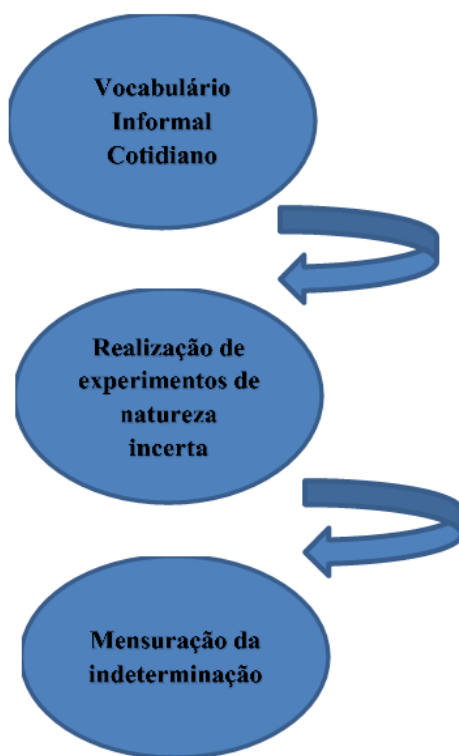 Vocabulário
Informal
Cotidiano
Realização de
experimentos de
natureza
incerta
Mensuração da
indeterminação